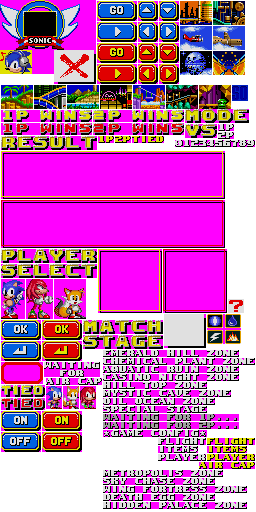 SONIC
GO
GO
1P WINS 2P WINS MODE
1P WINS 2P WINS VS 1P
2P
RESULT 1P 2P TIED 0123456789
PLAYER
SELECT
?
OK OK
MATCH
STAGE
WAITING
FOR
AIR CAP
TIED
TIED
ON ON
OFF OFF
EMERALD HILL ZONE
CHEMICAL PLANT ZONE
AQUATIC RUIN ZONE
CASINO NIGHT ZONE
HILL TOP ZONE
MYSTIC CAVE ZONE
OIL OCEAN ZONE
SPECIAL STAGE
WAITING FOR 1P...
WAITING FOR 2P...
*GAME CONFIG*
FLIGHT FLIGHT
ITEMS ITEMS
PLAYER PLAYER
AIR CAP
METROPOLIS ZONE
SKY CHASE ZONE
WING FORTRESS ZONE
DEATH EGG ZONE
HIDDEN PALACE ZONE